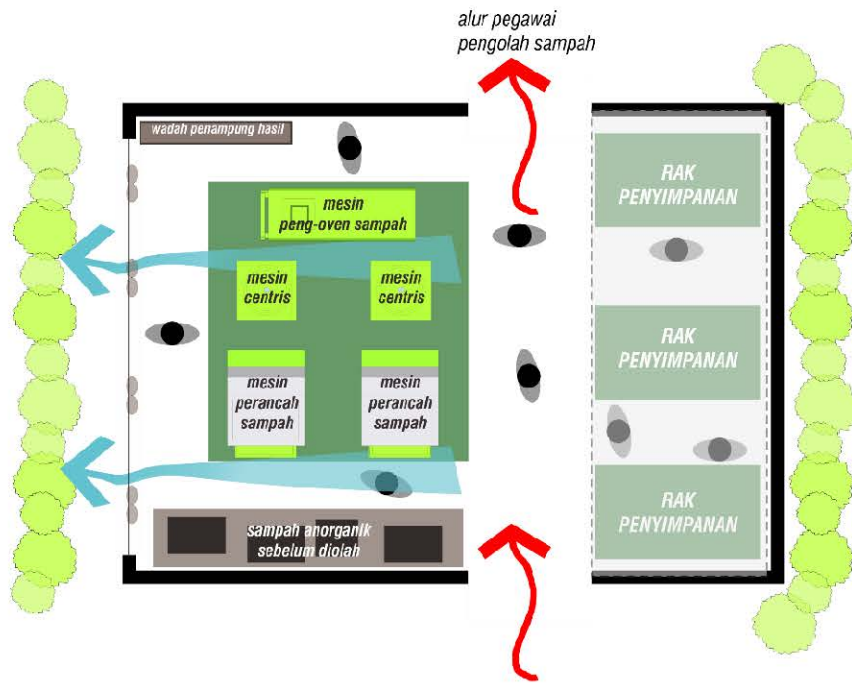 alur pegawai
pengolah sampah
wadah penampung hasil
mesin
peng-oven sampah
mesin
centris
mesin
centris
mesin
perancah
sampah
mesin
perancah
sampah
sampah anorganik
sebelum diolah
RAK
PENYIMPANAN
RAK
PENYIMPANAN
RAK
PENYIMPANAN